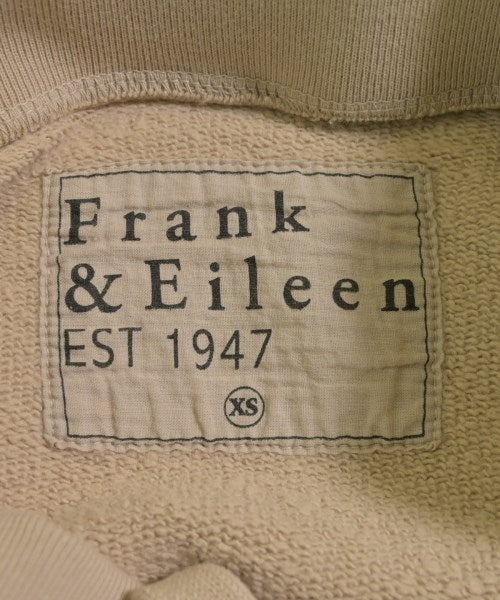 Frank
& Eileen
EST 1947
XS